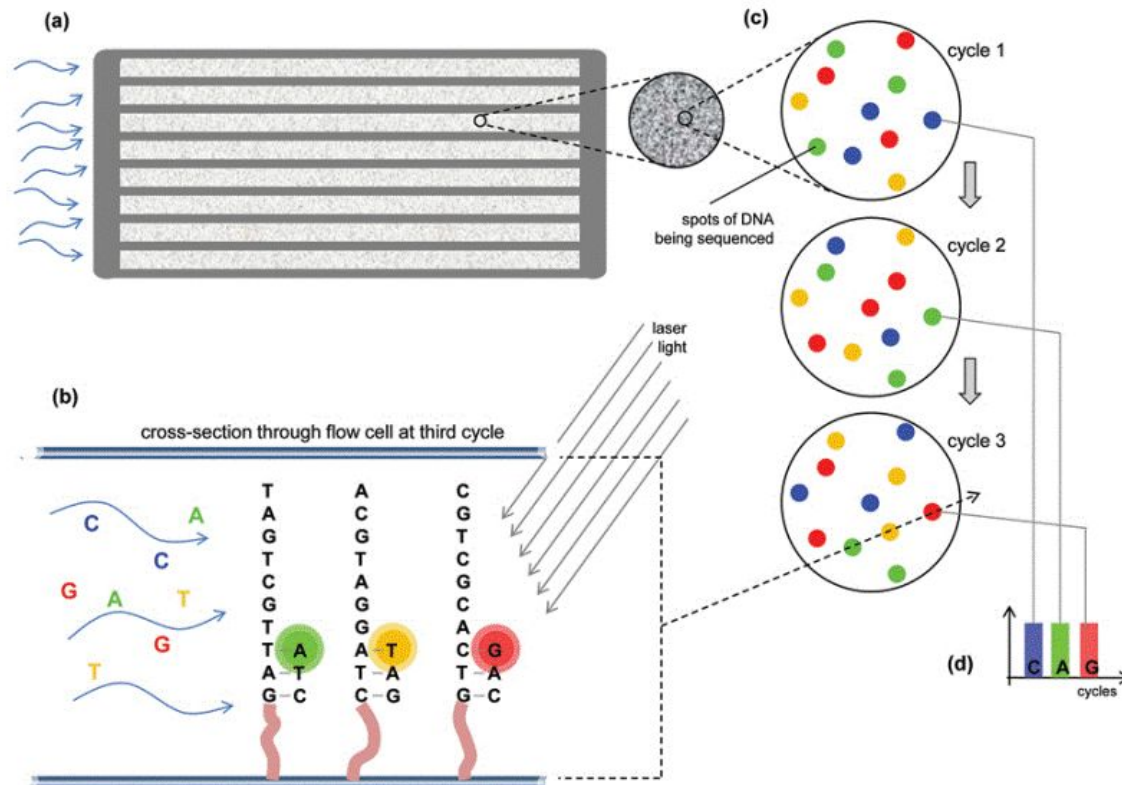 (a)
(c)
cycle 1
spots of DNA
being sequenced
cycle 2
laser
light
cycle 3
(b)
cross-section through flow cell at third cycle
C A
C
G A T
G
T
T A C
A C G
G G T
T T C
C A G
G G C
T G A
T A A T C G
A T T A T A
G C C G G C
(d)
C A G
cycles